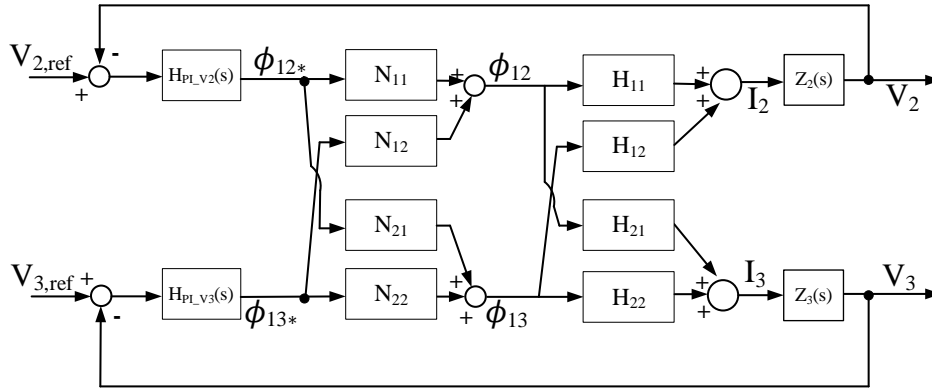 -
V2,ref
+
HPI_V2(s)
ϕ12*
N11
+
+
ϕ12
H11
+
+
I2
Z2(s)
V2
N12
H12
N21
H21
V3,ref
+
-
HPI_V3(s)
ϕ13*
N22
+
+
ϕ13
H22
+
+
I3
Z3(s)
V3